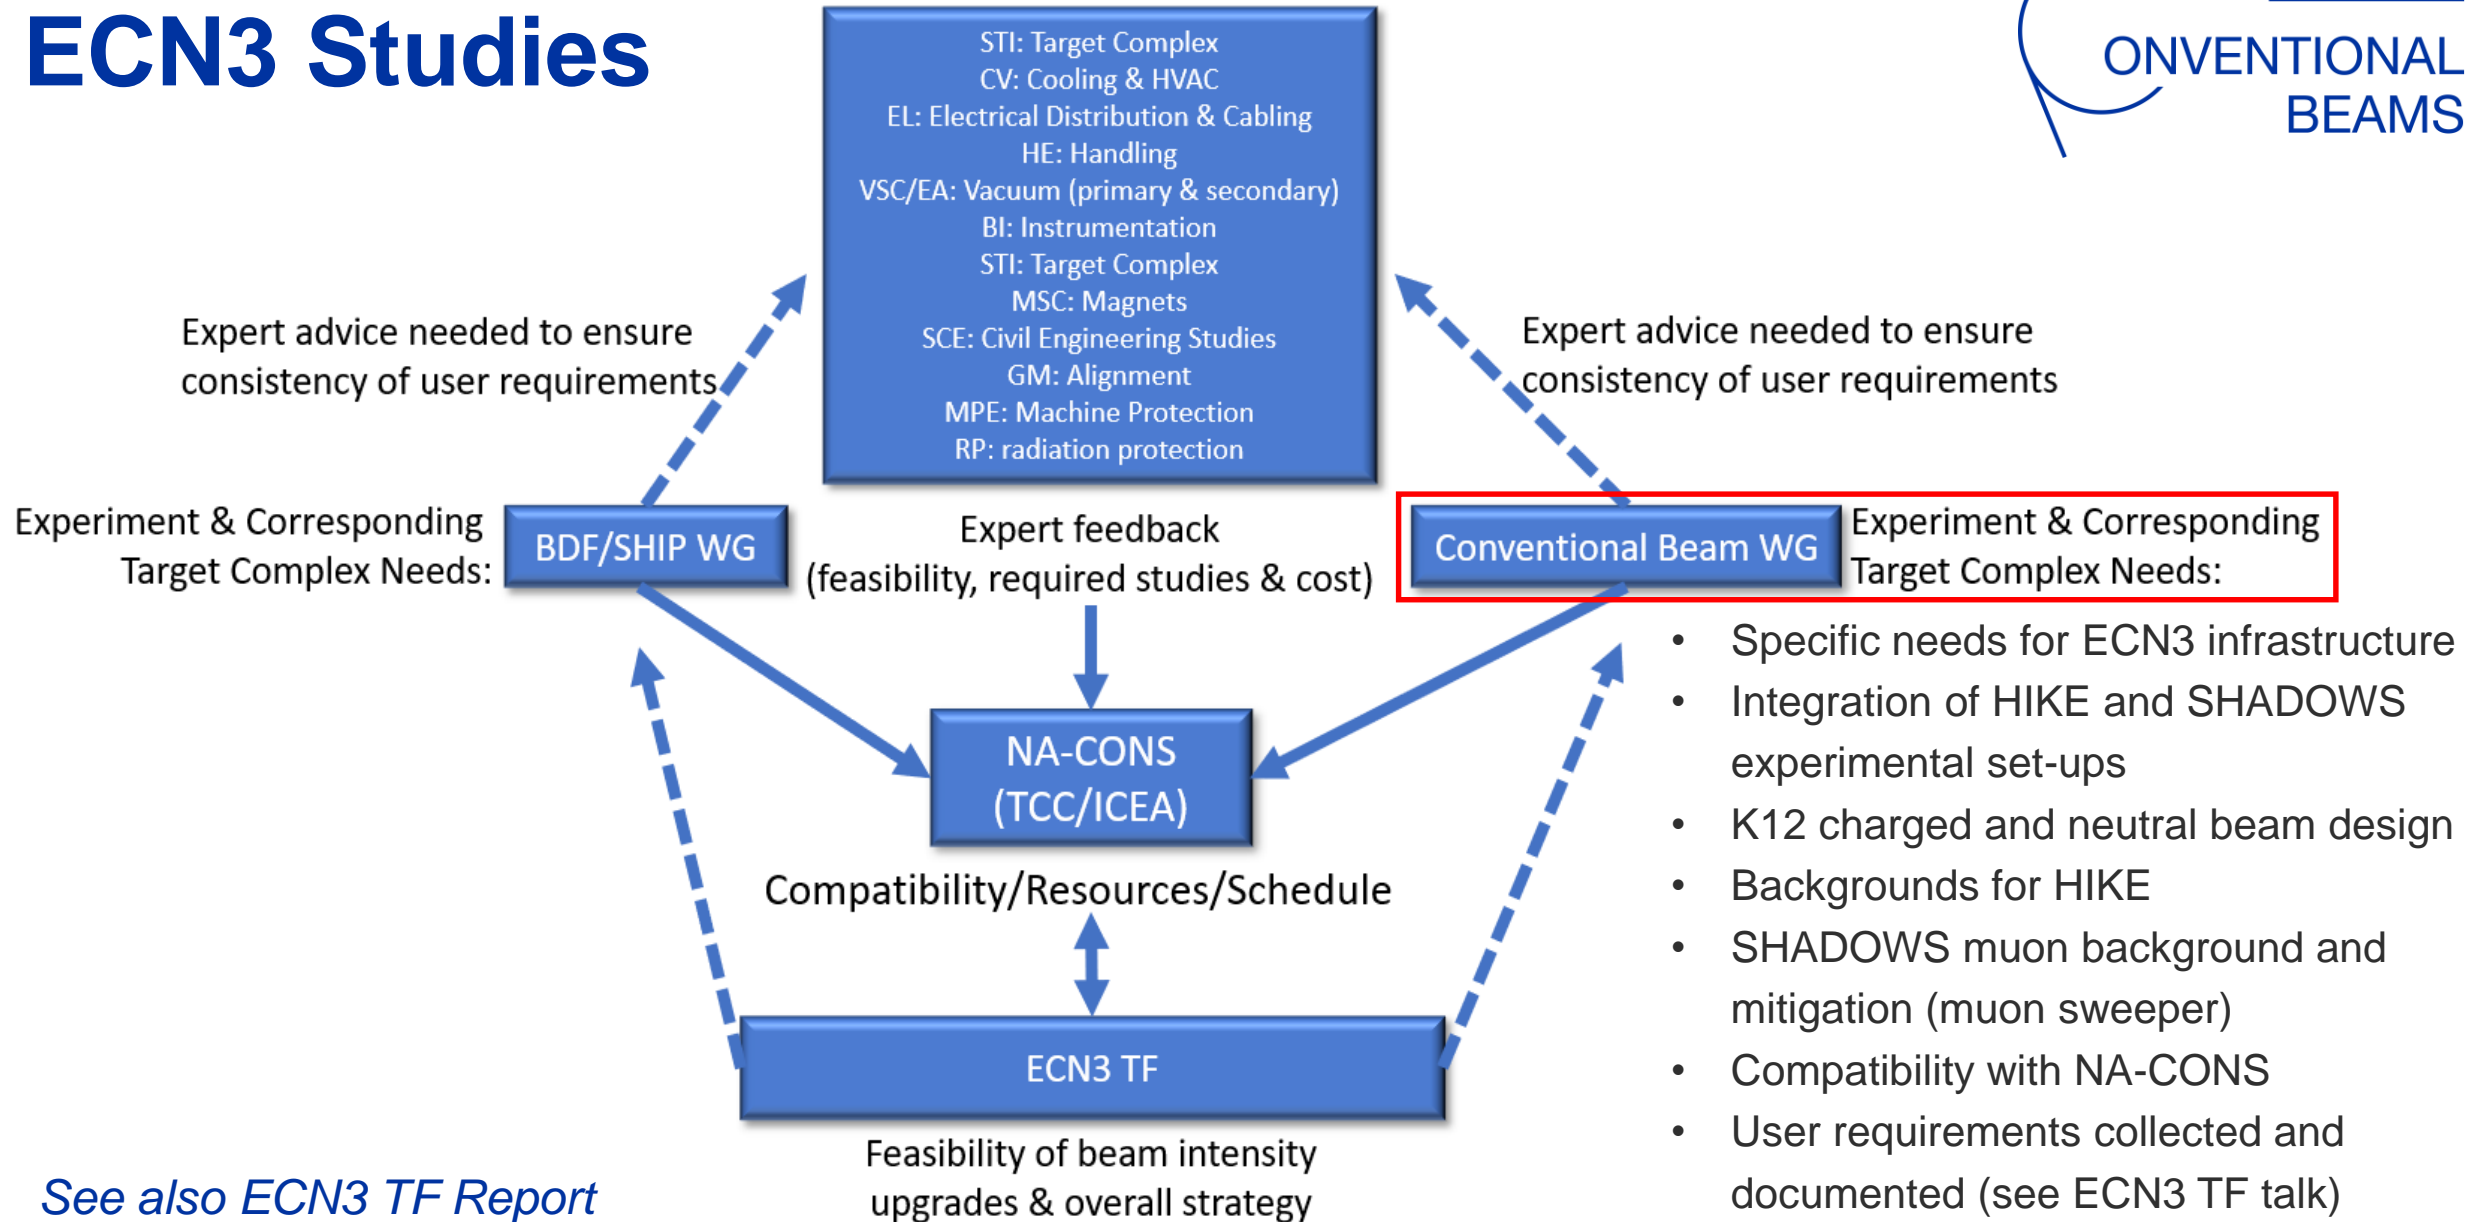 ECN3 Studies
ONVENTIONAL
BEAMS
STI: Target Complex
CV: Cooling & HVAC
EL: Electrical Distribution & Cabling
HE: Handling
VSC/EA: Vacuum (primary & secondary)
BI: Instrumentation
STI: Target Complex
MSC: Magnets
SCE: Civil Engineering Studies
GM: Alignment
MPE: Machine Protection
RP: radiation protection
Expert advice needed to ensure
consistency of user requirements
Expert advice needed to ensure
consistency of user requirements
Experiment & Corresponding
Target Complex Needs:
BDF/SHIP WG
Expert feedback
(feasibility, required studies & cost)
Conventional Beam WG
Experiment & Corresponding
Target Complex Needs:
NA-CONS
(TCC/ICEA)
Compatibility/Resources/Schedule
ECN3 TF
Feasibility of beam intensity
upgrades & overall strategy
• Specific needs for ECN3 infrastructure
• Integration of HIKE and SHADOWS
experimental set-ups
• K12 charged and neutral beam design
• Backgrounds for HIKE
• SHADOWS muon background and
mitigation (muon sweeper)
• Compatibility with NA-CONS
• User requirements collected and
documented (see ECN3 TF talk)
See also ECN3 TF Report